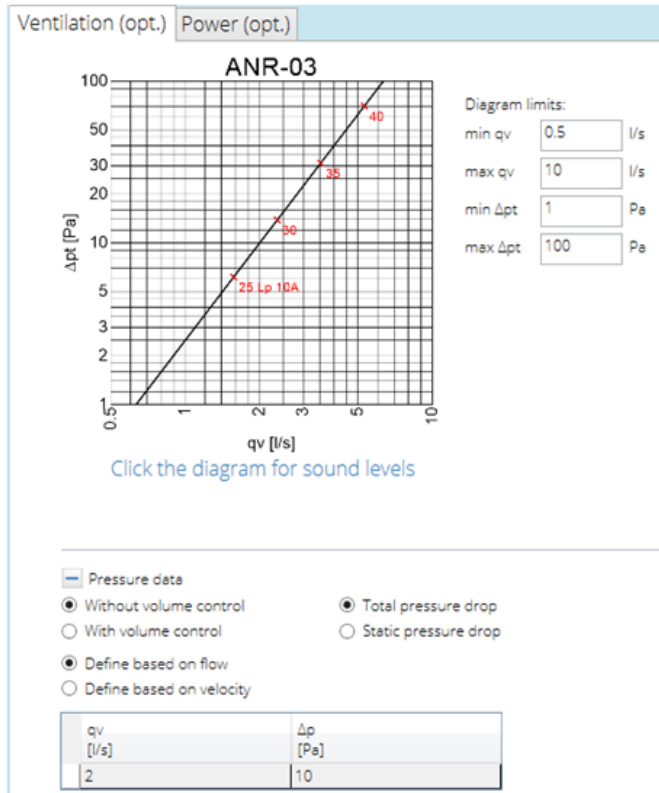 Ventilation (opt.) Power (opt.)
ANR-03
Diagram limits:
min qv 0.5 l/s
max qv 10 l/s
min Δpt 1 Pa
max Δpt 100 Pa
100
50
30
20
10
5
3
2
1
Δpt [Pa]
40
35
30
25 Lp 10A
0.5 1 2 3 5 10
qv [l/s]
Click the diagram for sound levels
Pressure data
Without volume control Total pressure drop
With volume control Static pressure drop
Define based on flow
Define based on velocity
qv Δp
[l/s] [Pa]
2 10